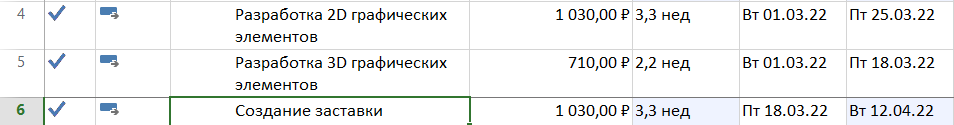 4 Разработка 2D графических 1 030,00 ₽ 3,3 нед Вт 01.03.22 Пт 25.03.22
элементов
5 Разработка 3D графических 710,00 ₽ 2,2 нед Вт 01.03.22 Пт 18.03.22
элементов
6 Создание заставки 1 030,00 ₽ 3,3 нед Пт 18.03.22 Вт 12.04.22